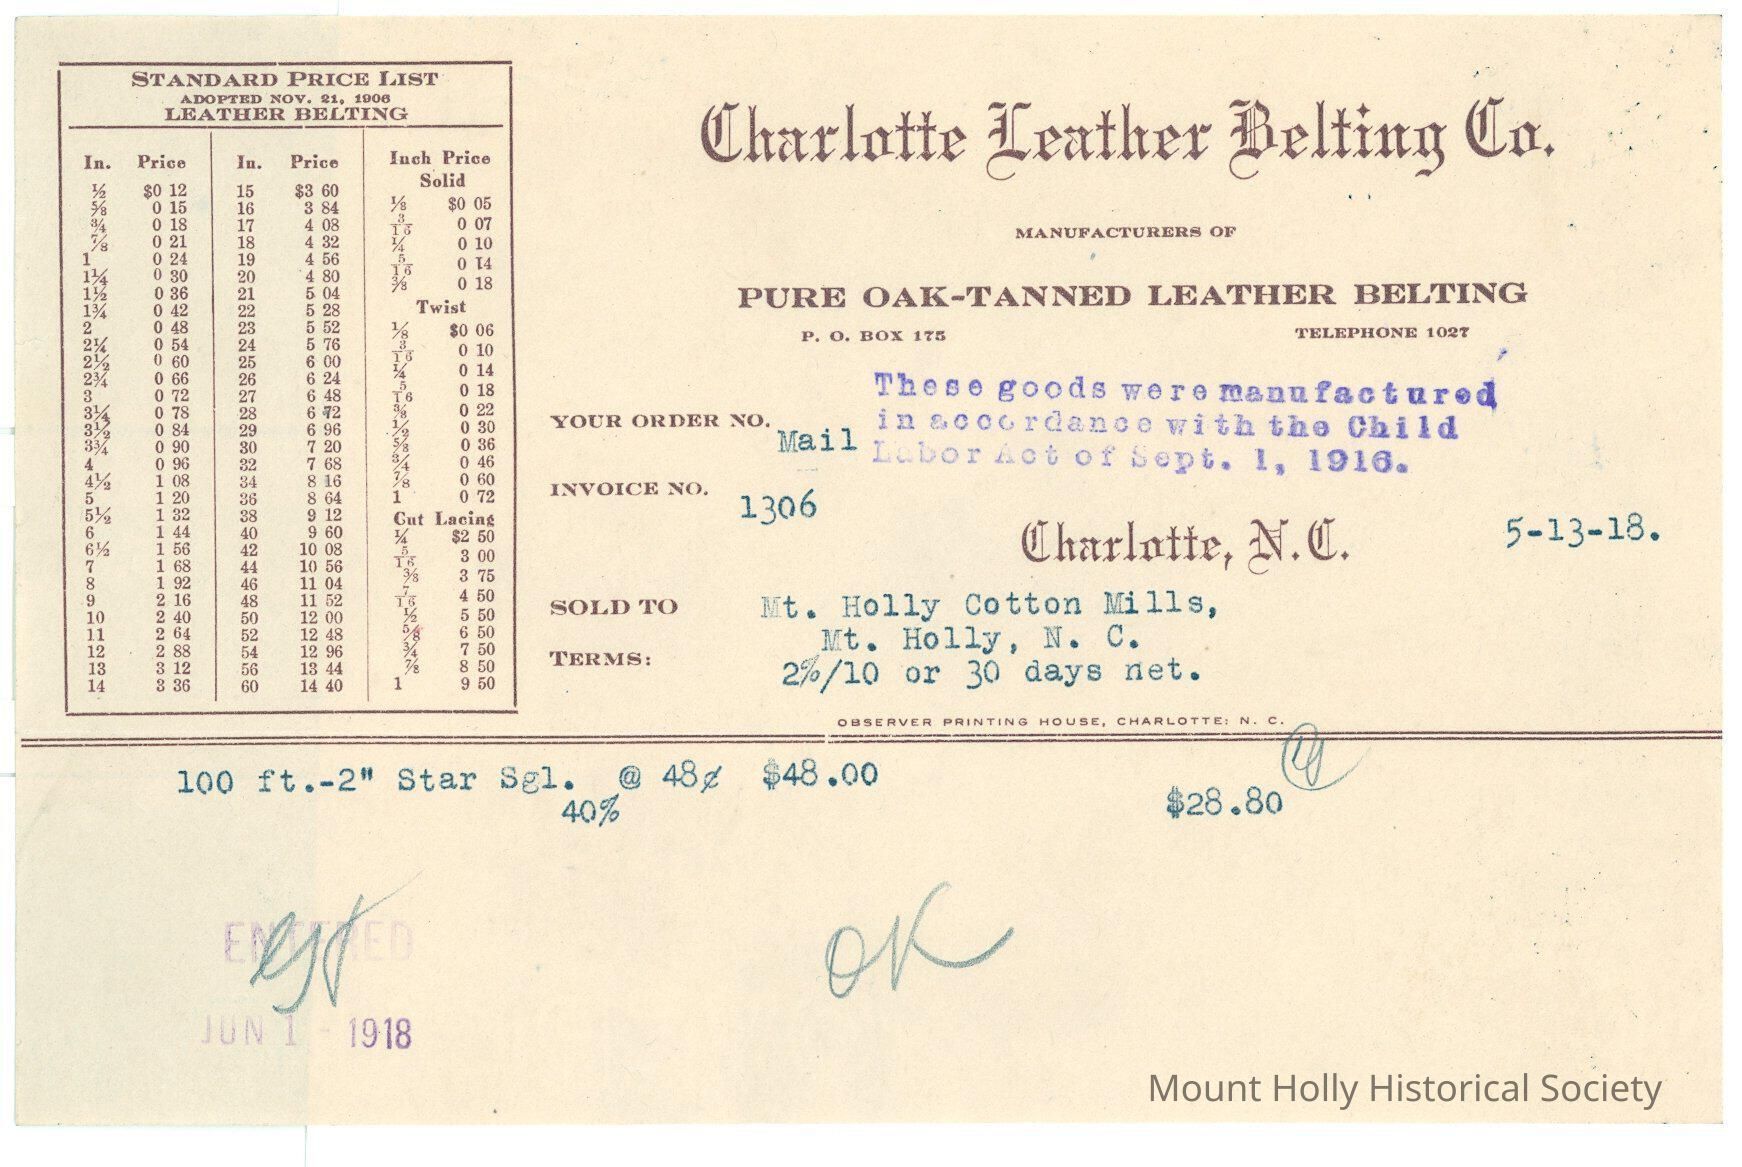 STANDARD PRICE LIST
ADOPTED NOV. 21, 1906
LEATHER BELTING
In. Price In. Price Inch Price
Solid
½ $0 12 15 $3 60 ⅛ $0 05
⅝ 0 15 16 3 84 3/16 0 07
¾ 0 18 17 4 08 ¼ 0 10
⅞ 0 21 18 4 32 5/16 0 14
1 0 24 19 4 56 ⅜ 0 18
1¼ 0 30 20 4 80 Twist
1½ 0 36 21 5 04 ⅛ $0 06
1¾ 0 42 22 5 28 3/16 0 10
2 0 48 23 5 52 ¼ 0 14
2¼ 0 54 24 5 76 5/16 0 18
2½ 0 60 25 6 00 ⅜ 0 22
2¾ 0 66 26 6 24 ½ 0 30
3 0 72 27 6 48 ⅝ 0 36
3¼ 0 78 28 6 72 ¾ 0 46
3½ 0 84 29 6 96 ⅞ 0 60
3¾ 0 90 30 7 20 1 0 72
4 0 96 32 7 68 Cut Lacing
4½ 1 08 34 8 16 ¼ $2 50
5 1 20 36 8 64 5/16 3 00
5½ 1 32 38 9 12 ⅜ 3 75
6 1 44 40 9 60 7/16 4 50
6½ 1 56 42 10 08 ½ 5 50
7 1 68 44 10 56 ⅝ 6 50
8 1 92 46 11 04 ¾ 7 50
9 2 16 48 11 52 ⅞ 8 50
10 2 40 50 12 00 1 9 50
11 2 64 52 12 48
12 2 88 54 12 96
13 3 12 56 13 44
14 3 36 60 14 40
Charlotte Leather Belting Co.
MANUFACTURERS OF
PURE OAK-TANNED LEATHER BELTING
P. O. BOX 175 TELEPHONE 1027
These goods were manufactured
in accordance with the Child
Labor Act of Sept. 1, 1916.
YOUR ORDER NO. Mail
INVOICE NO. 1306
Charlotte, N.C. 5-13-18.
SOLD TO Mt. Holly Cotton Mills,
Mt. Holly, N. C.
TERMS: 2%/10 or 30 days net.
OBSERVER PRINTING HOUSE, CHARLOTTE, N. C.
100 ft.-2" Star Sgl. @ 48¢ $48.00
40% $28.80
ENTERED
OK
JUN 1 - 1918
Mount Holly Historical Society